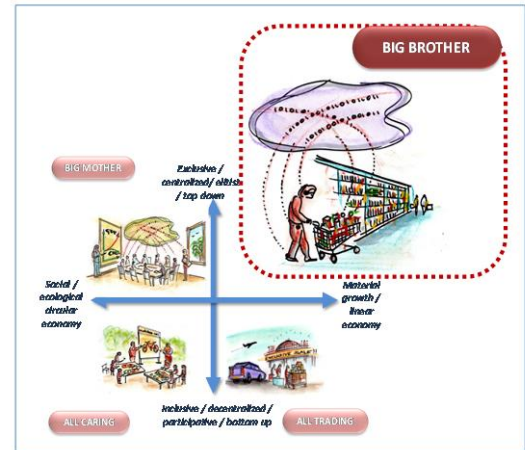 BIG BROTHER
BIG MOTHER
Exclusive /
centralized/ elitist
/ top down
Social /
ecological
circular
economy
Material
growth /
linear
economy
Inclusive / decentralized /
participative / bottom up
ALL CARING
ALL TRADING